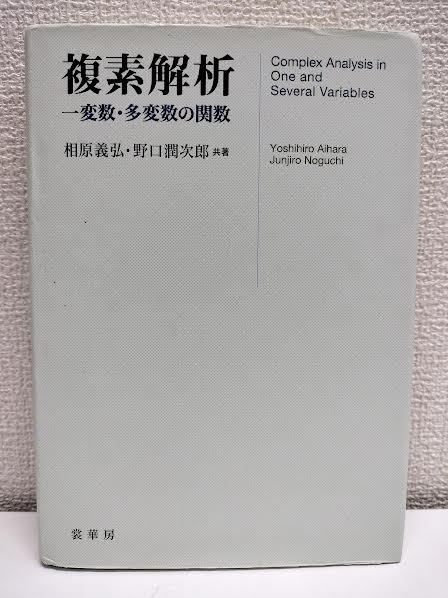 複素解析
一変数・多変数の関数
相原義弘・野口潤次郎 共著
Complex Analysis in
One and
Several Variables
Yoshihiro Aihara
Junjiro Noguchi
裳華房